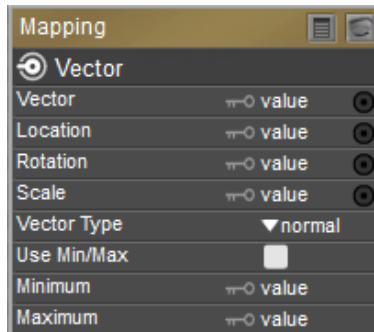 Mapping
Vector
Vector value
Location value
Rotation value
Scale value
Vector Type normal
Use Min/Max
Minimum value
Maximum value